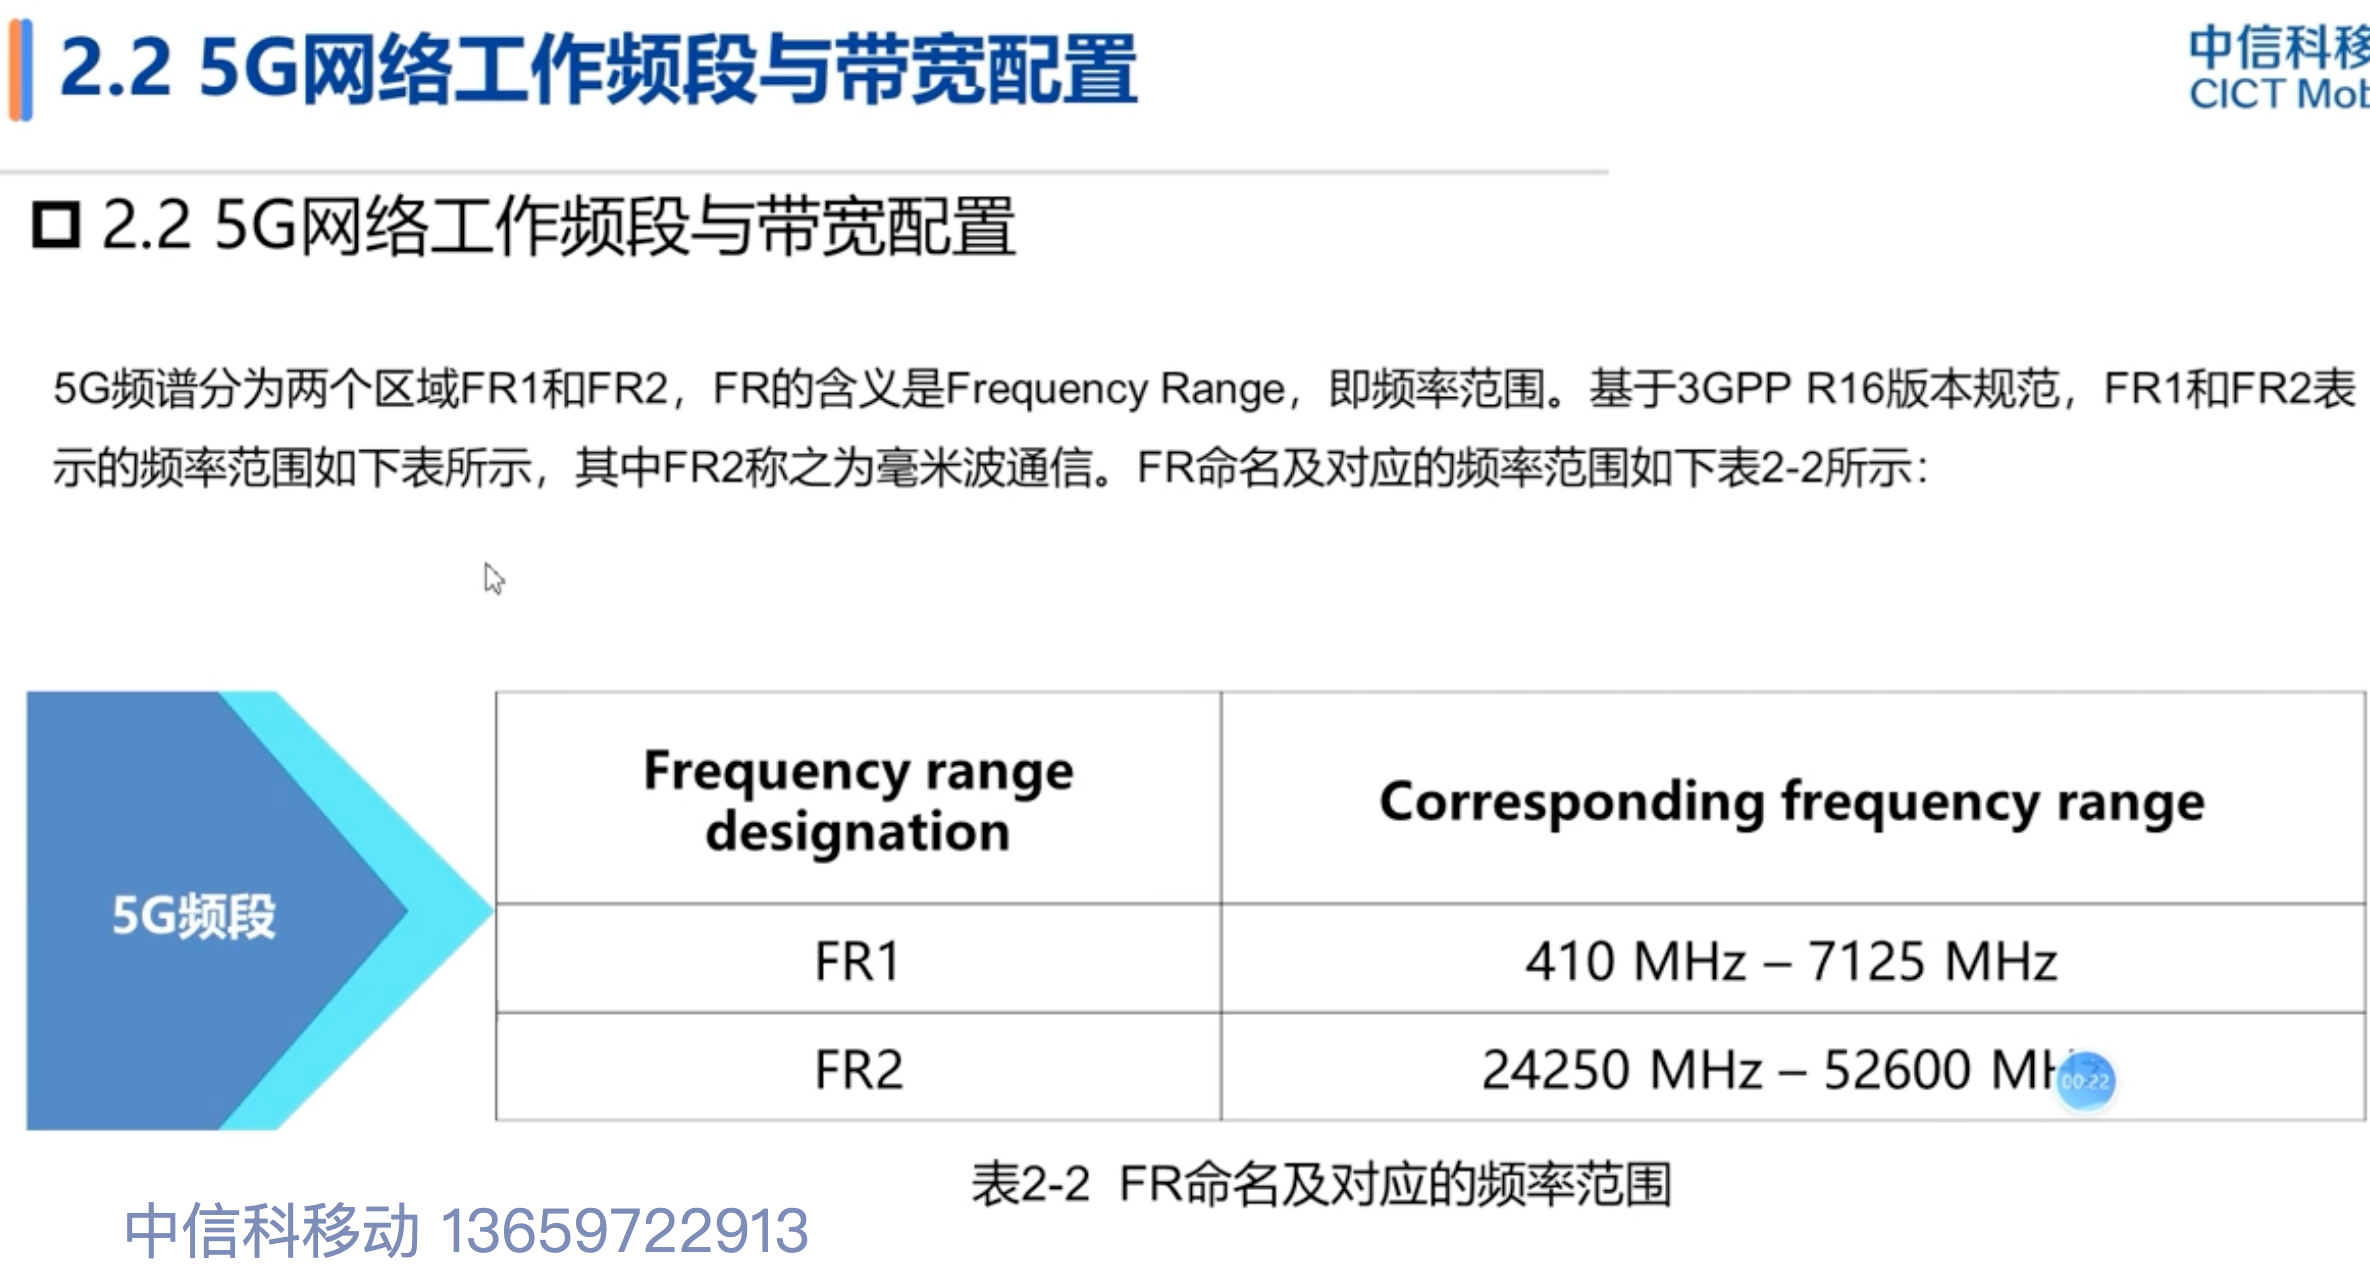 2.2 5G网络工作频段与带宽配置
中信科移
CICT Mob
2.2 5G网络工作频段与带宽配置
5G频谱分为两个区域FR1和FR2，FR的含义是Frequency Range，即频率范围。基于3GPP R16版本规范，FR1和FR2表
示的频率范围如下表所示，其中FR2称之为毫米波通信。FR命名及对应的频率范围如下表2-2所示：
5G频段
Frequency range
designation
Corresponding frequency range
FR1
410 MHz – 7125 MHz
FR2
24250 MHz – 52600 MH
00:22
表2-2 FR命名及对应的频率范围
中信科移动 13659722913